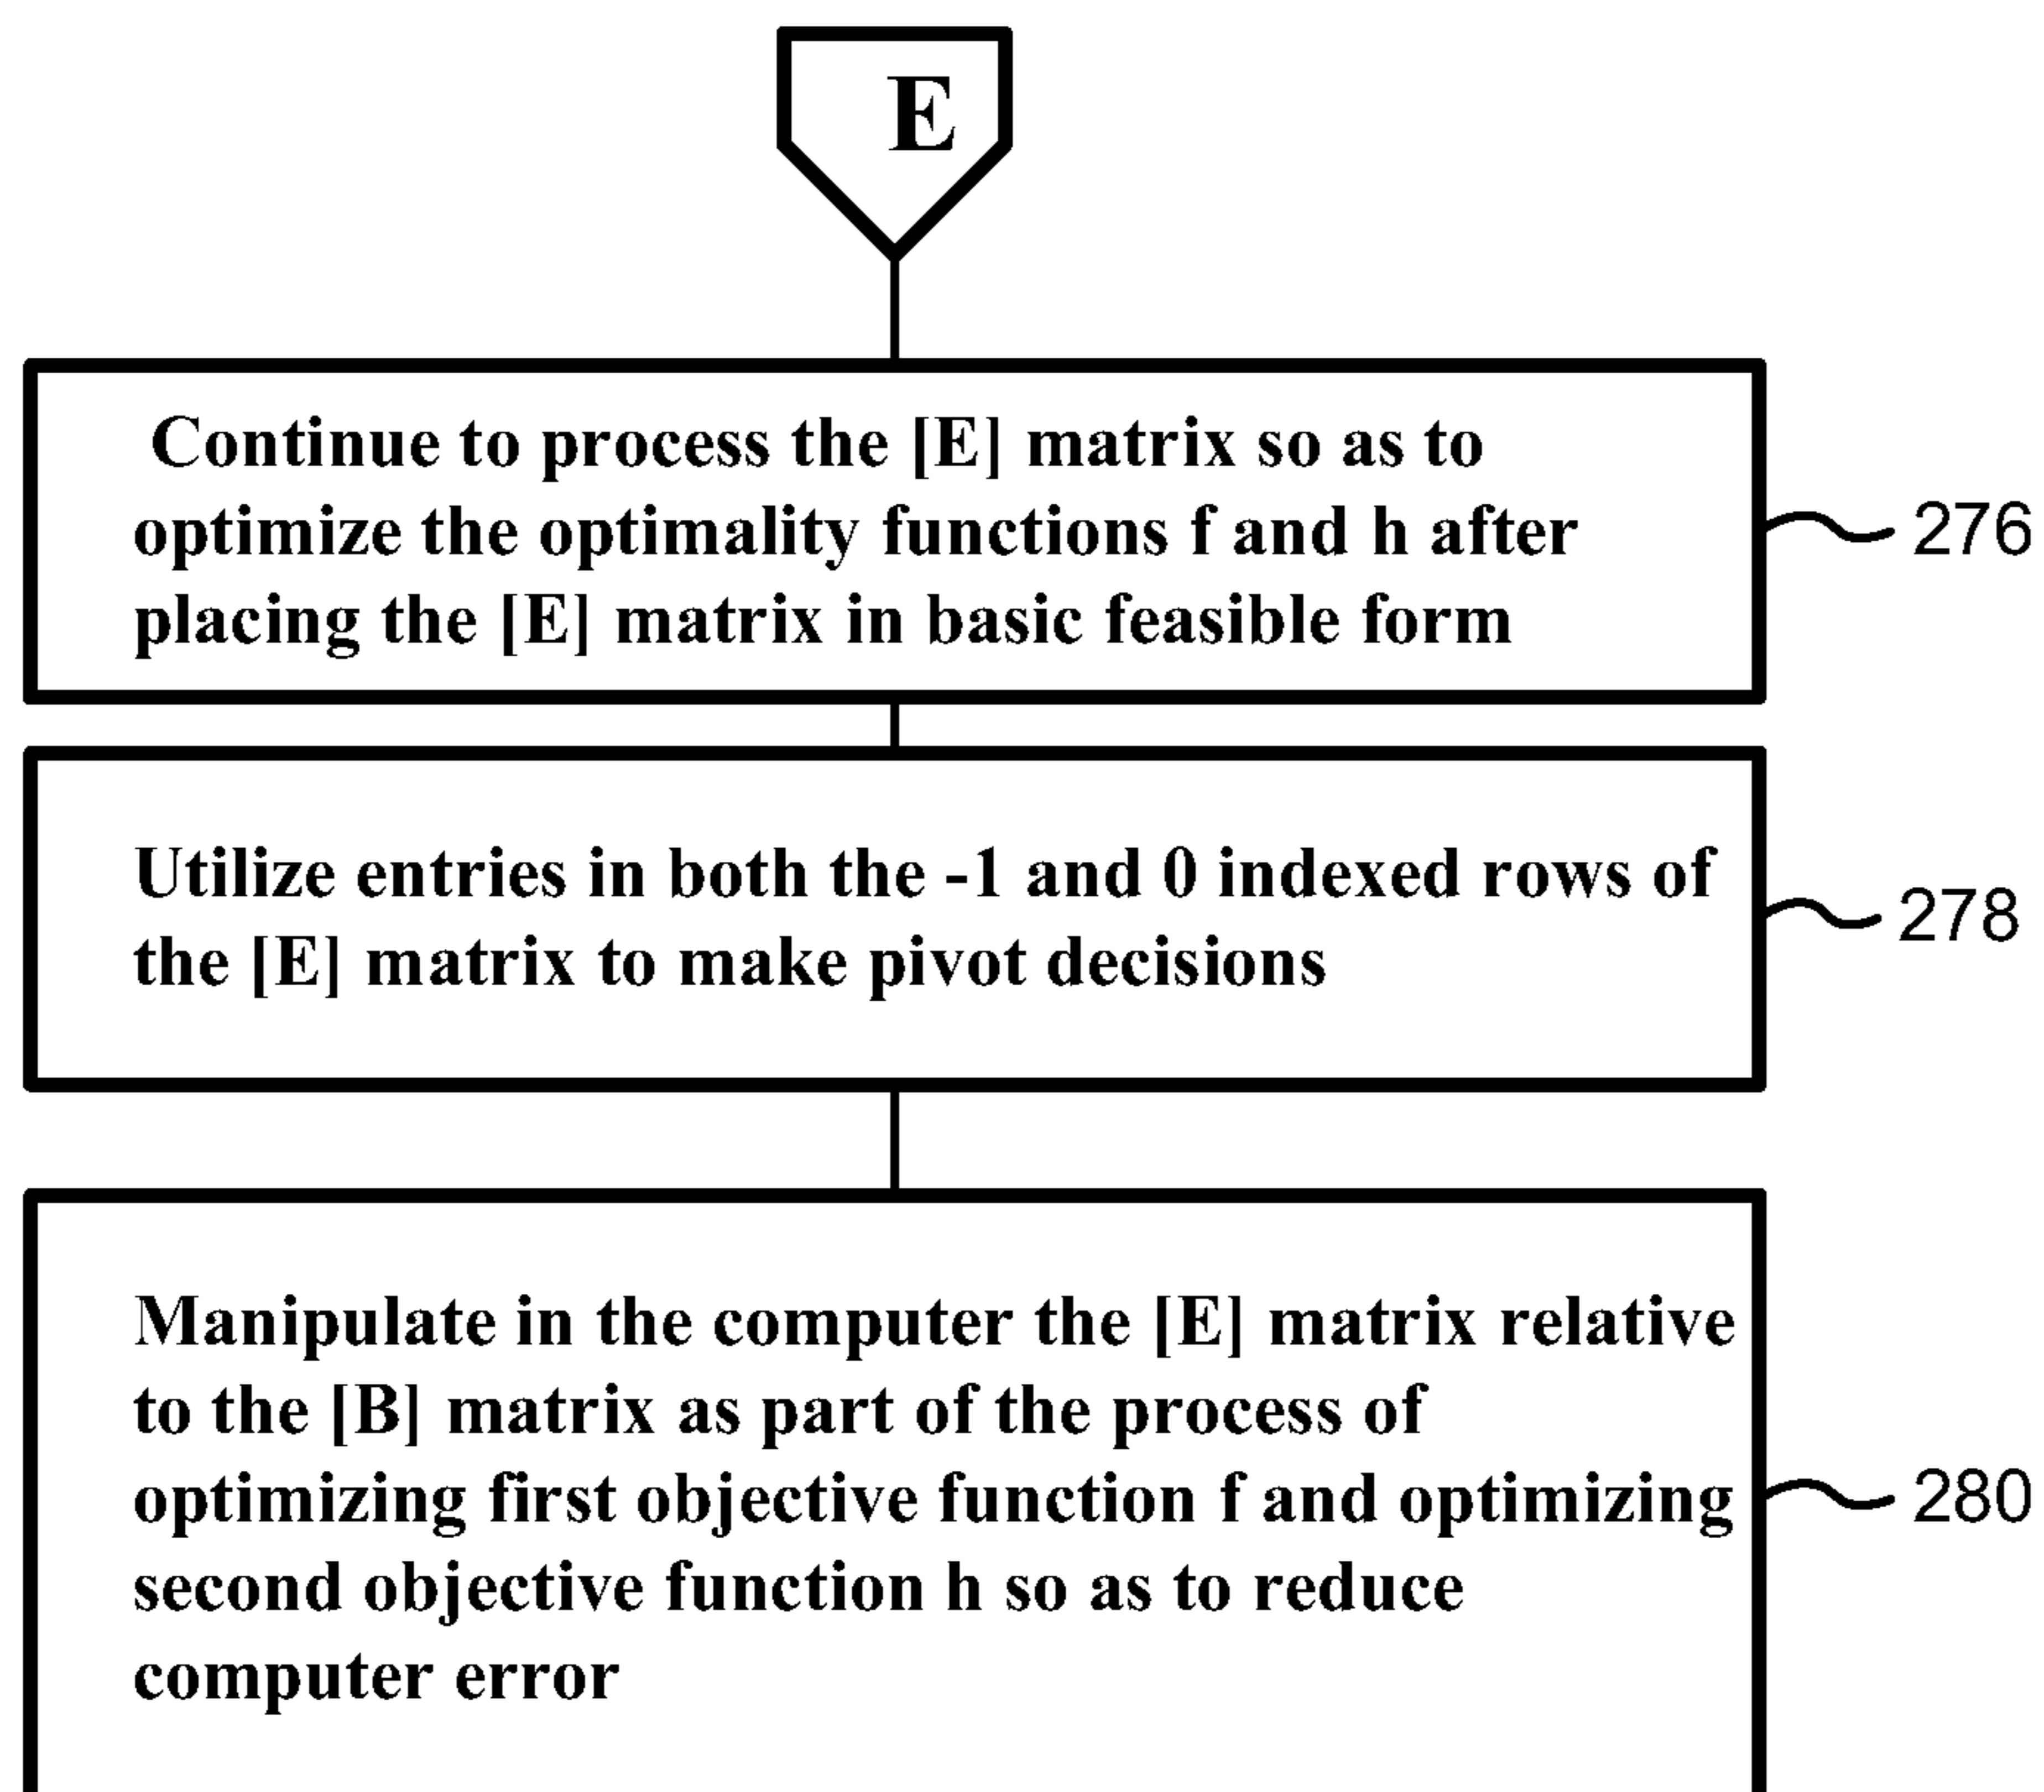 E
Continue to process the [E] matrix so as to
optimize the optimality functions f and h after
placing the [E] matrix in basic feasible form
276
Utilize entries in both the -1 and 0 indexed rows of
the [E] matrix to make pivot decisions
278
Manipulate in the computer the [E] matrix relative
to the [B] matrix as part of the process of
optimizing first objective function f and optimizing
second objective function h so as to reduce
computer error
280